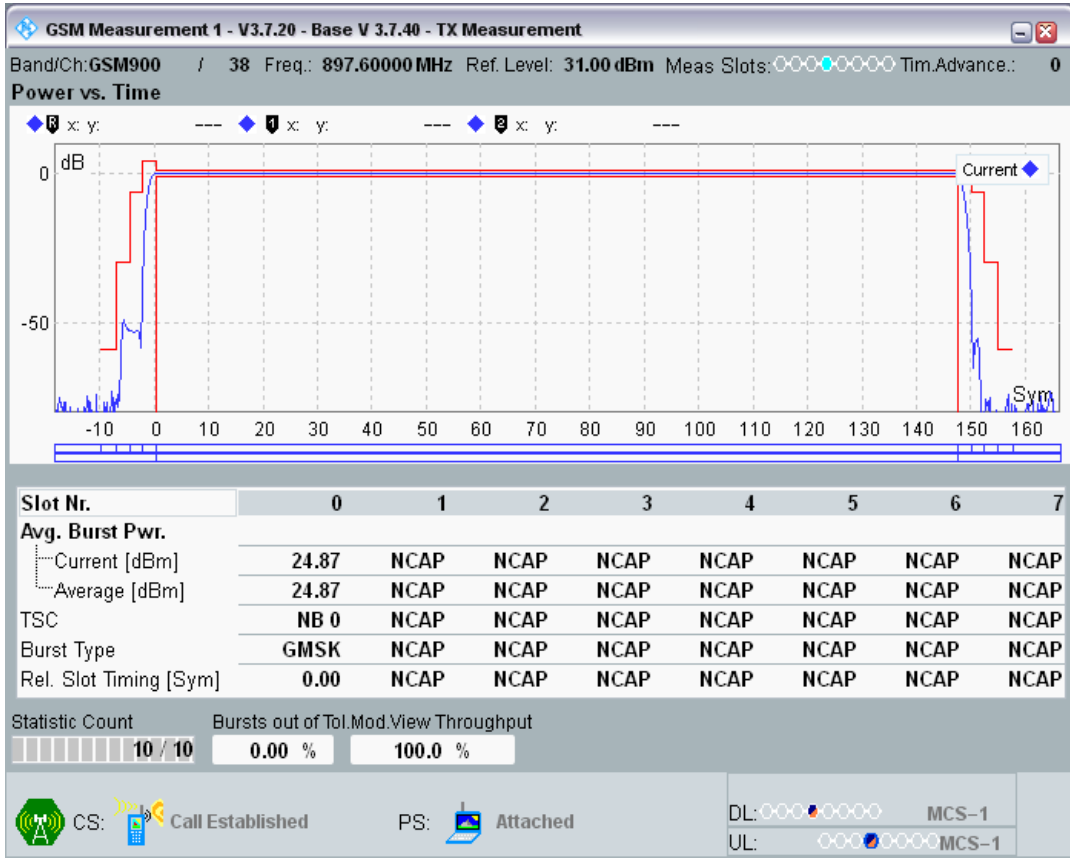 GSM Measurement 1 - V3.7.20 - Base V 3.7.40 - TX Measurement
Band/Ch:GSM900 / 38 Freq.: 897.60000 MHz Ref. Level: 31.00 dBm Meas Slots: Tim.Advance.: 0
Power vs. Time
R x: y: --- 1 x: y: --- 2 x: y: ---
dB
Current
0
-50
Sym
-10 0 10 20 30 40 50 60 70 80 90 100 110 120 130 140 150 160
Slot Nr. 0 1 2 3 4 5 6 7
Avg. Burst Pwr.
Current [dBm] 24.87 NCAP NCAP NCAP NCAP NCAP NCAP NCAP
Average [dBm] 24.87 NCAP NCAP NCAP NCAP NCAP NCAP NCAP
TSC NB 0 NCAP NCAP NCAP NCAP NCAP NCAP NCAP
Burst Type GMSK NCAP NCAP NCAP NCAP NCAP NCAP NCAP
Rel. Slot Timing [Sym] 0.00 NCAP NCAP NCAP NCAP NCAP NCAP NCAP
Statistic Count Bursts out of Tol.Mod.View Throughput
10 / 10 0.00 % 100.0 %
CS: Call Established PS: Attached
DL: MCS-1
UL: MCS-1